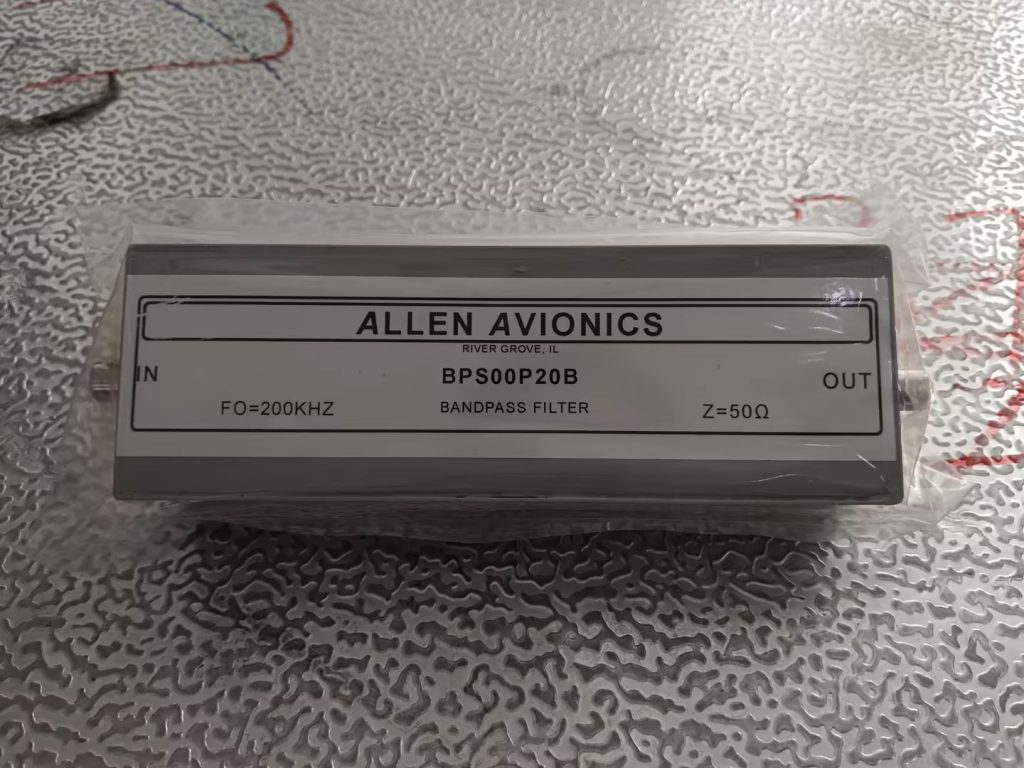 ALLEN AVIONICS
RIVER GROVE, IL
IN
BPS00P20B
OUT
FO=200KHZ
BANDPASS FILTER
Z=50Ω